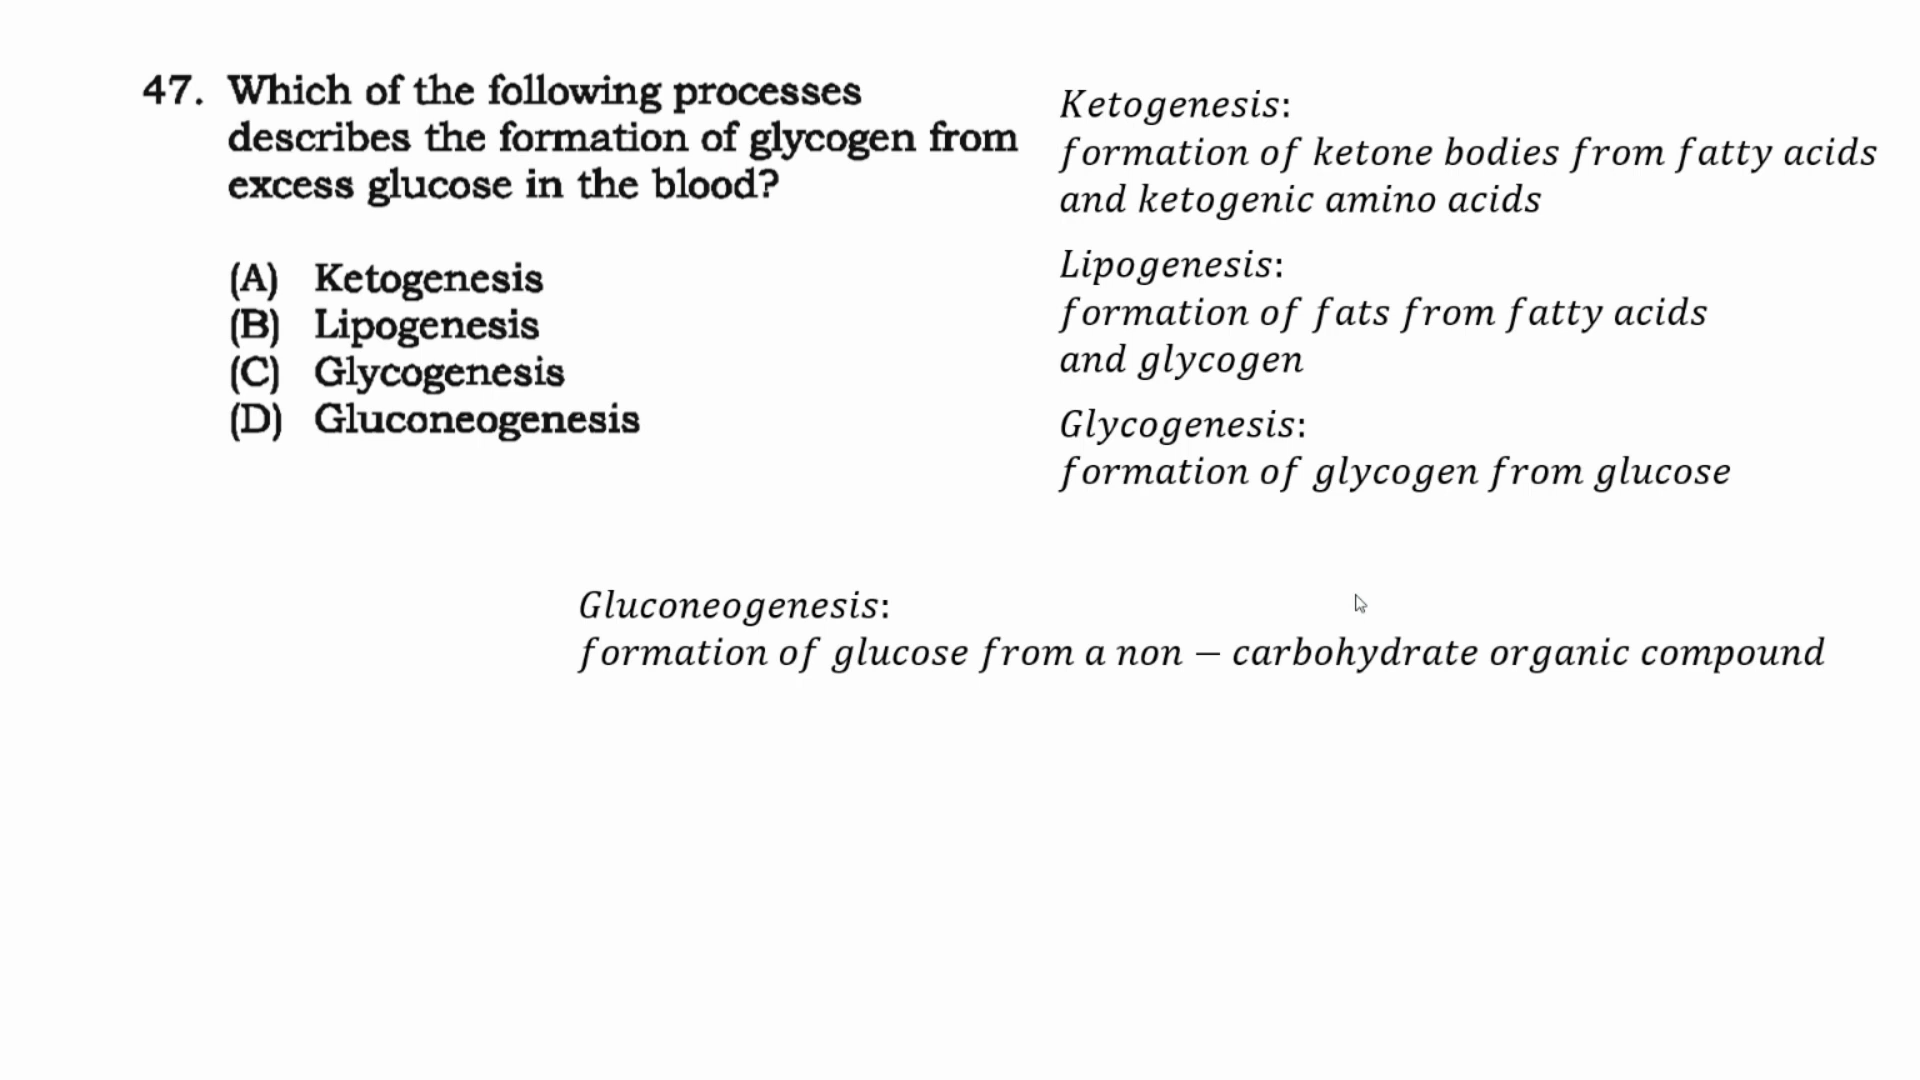 47. Which of the following processes
describes the formation of glycogen from
excess glucose in the blood?
(A) Ketogenesis
(B) Lipogenesis
(C) Glycogenesis
(D) Gluconeogenesis
Ketogenesis:
formation of ketone bodies from fatty acids
and ketogenic amino acids
Lipogenesis:
formation of fats from fatty acids
and glycogen
Glycogenesis:
formation of glycogen from glucose
Gluconeogenesis:
formation of glucose from a non − carbohydrate organic compound